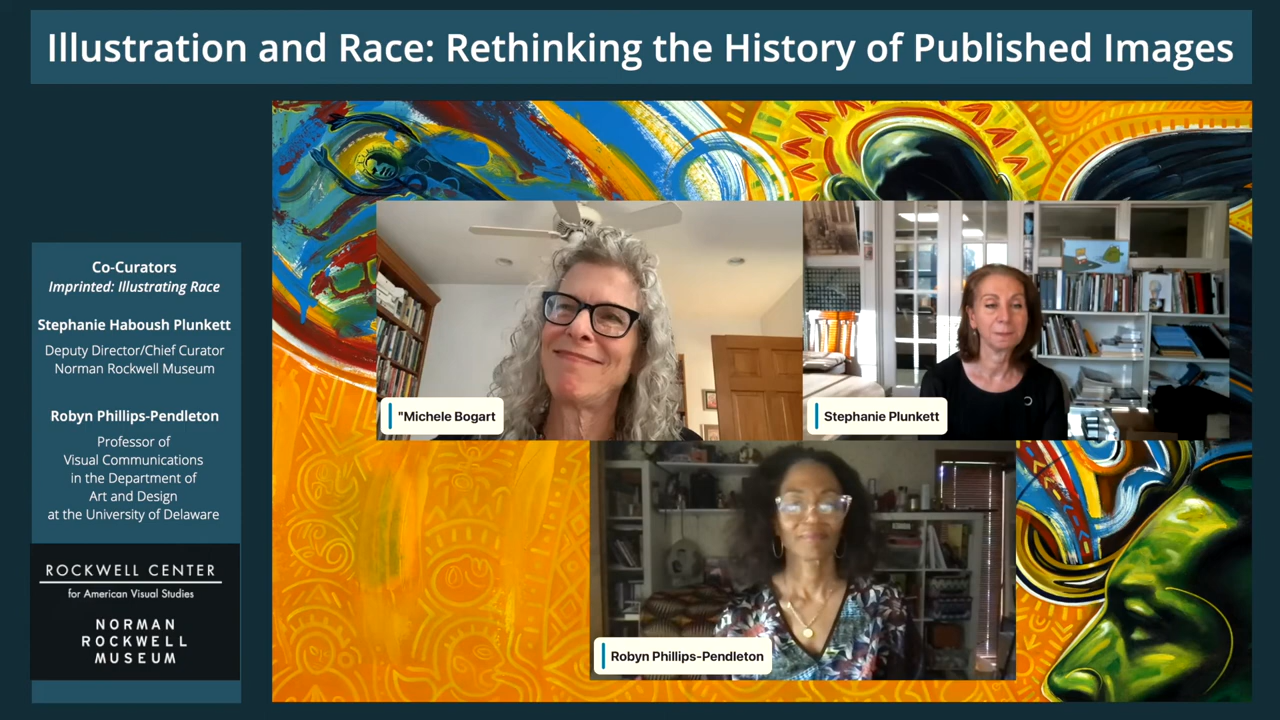 Illustration and Race: Rethinking the History of Published Images
Co-Curators
Imprinted: Illustrating Race
Stephanie Haboush Plunkett
Deputy Director/Chief Curator
Norman Rockwell Museum
Robyn Phillips-Pendleton
Professor of
Visual Communications
in the Department of
Art and Design
at the University of Delaware
ROCKWELL CENTER
for American Visual Studies
NORMAN
ROCKWELL
MUSEUM
"Michele Bogart
Stephanie Plunkett
Robyn Phillips-Pendleton